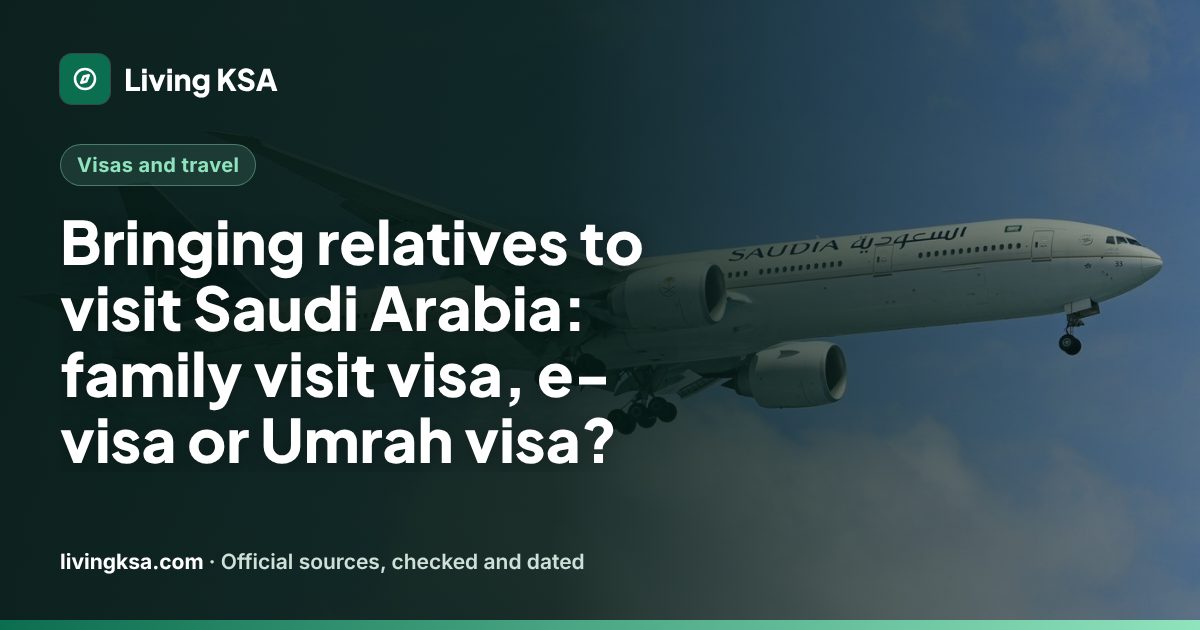 Living KSA
Visas and travel
Bringing relatives to
visit Saudi Arabia:
family visit visa, e-
visa or Umrah visa?
SAUDIA السعودية
33
livingksa.com · Official sources, checked and dated